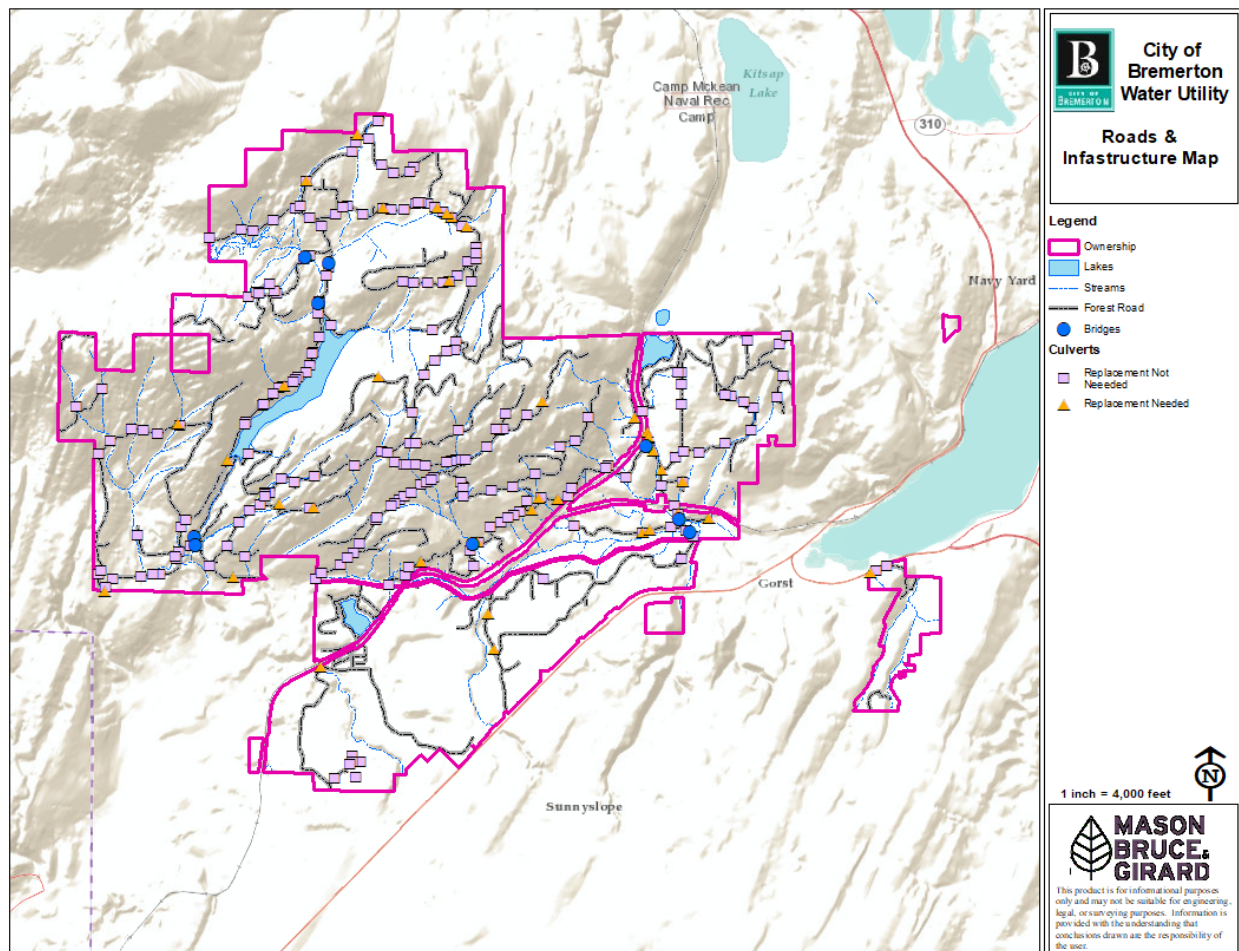 Kitsap
Lake
Camp Mckean
Naval Rec
Camp
310
Navy Yard
Gorst
Sunnyslope
B
CITY OF
BREMERTON
City of
Bremerton
Water Utility
Roads &
Infastructure Map
Legend
Ownership
Lakes
Streams
Forest Road
Bridges
Culverts
Replacement Not
Neeeded
Replacement Needed
N
1 inch = 4,000 feet
MASON
BRUCE &
GIRARD
This product is for informational purposes
only and may not be suitable for engineering,
legal, or surveying purposes. Information is
provided with the understanding that
conclusions drawn are the responsibility of
the user.